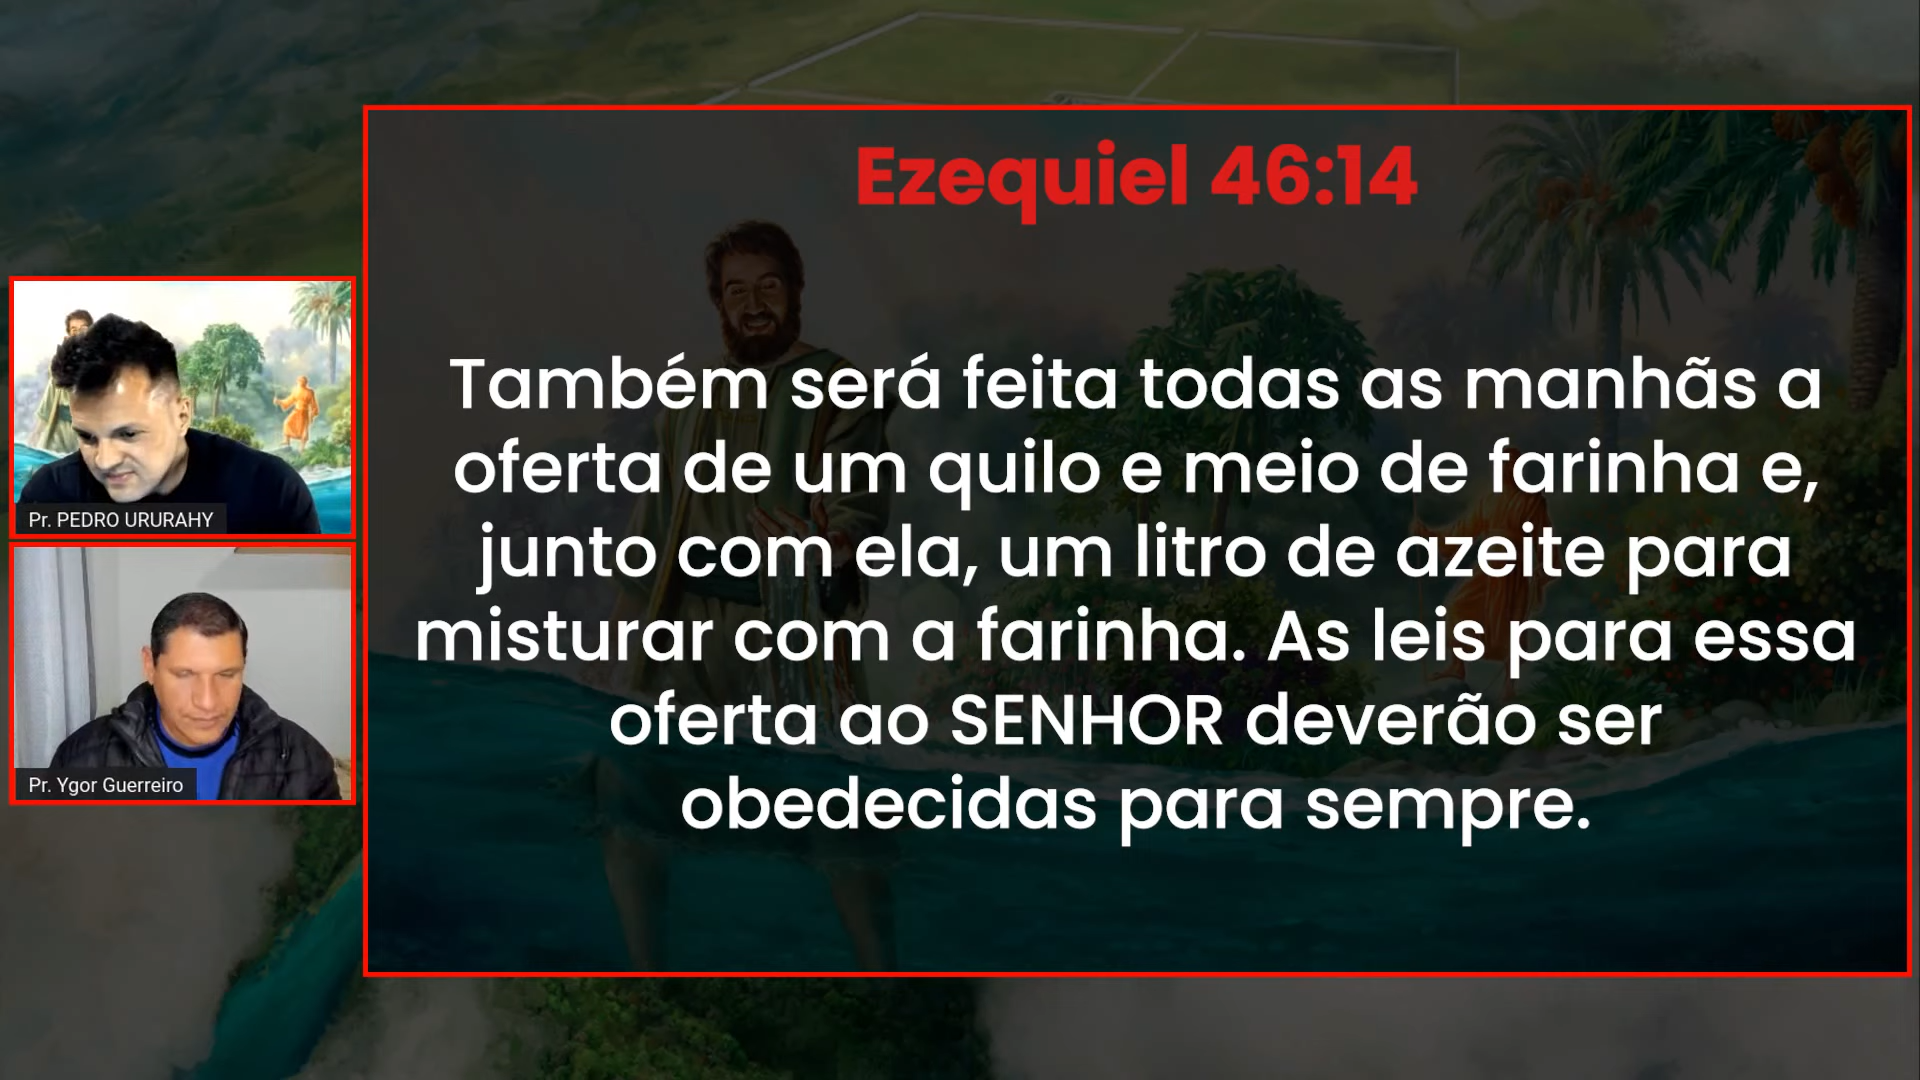 Ezequiel 46:14
Também será feita todas as manhãs a
oferta de um quilo e meio de farinha e,
junto com ela, um litro de azeite para
misturar com a farinha. As leis para essa
oferta ao SENHOR deverão ser
obedecidas para sempre.
Pr. PEDRO URURAHY
Pr. Ygor Guerreiro